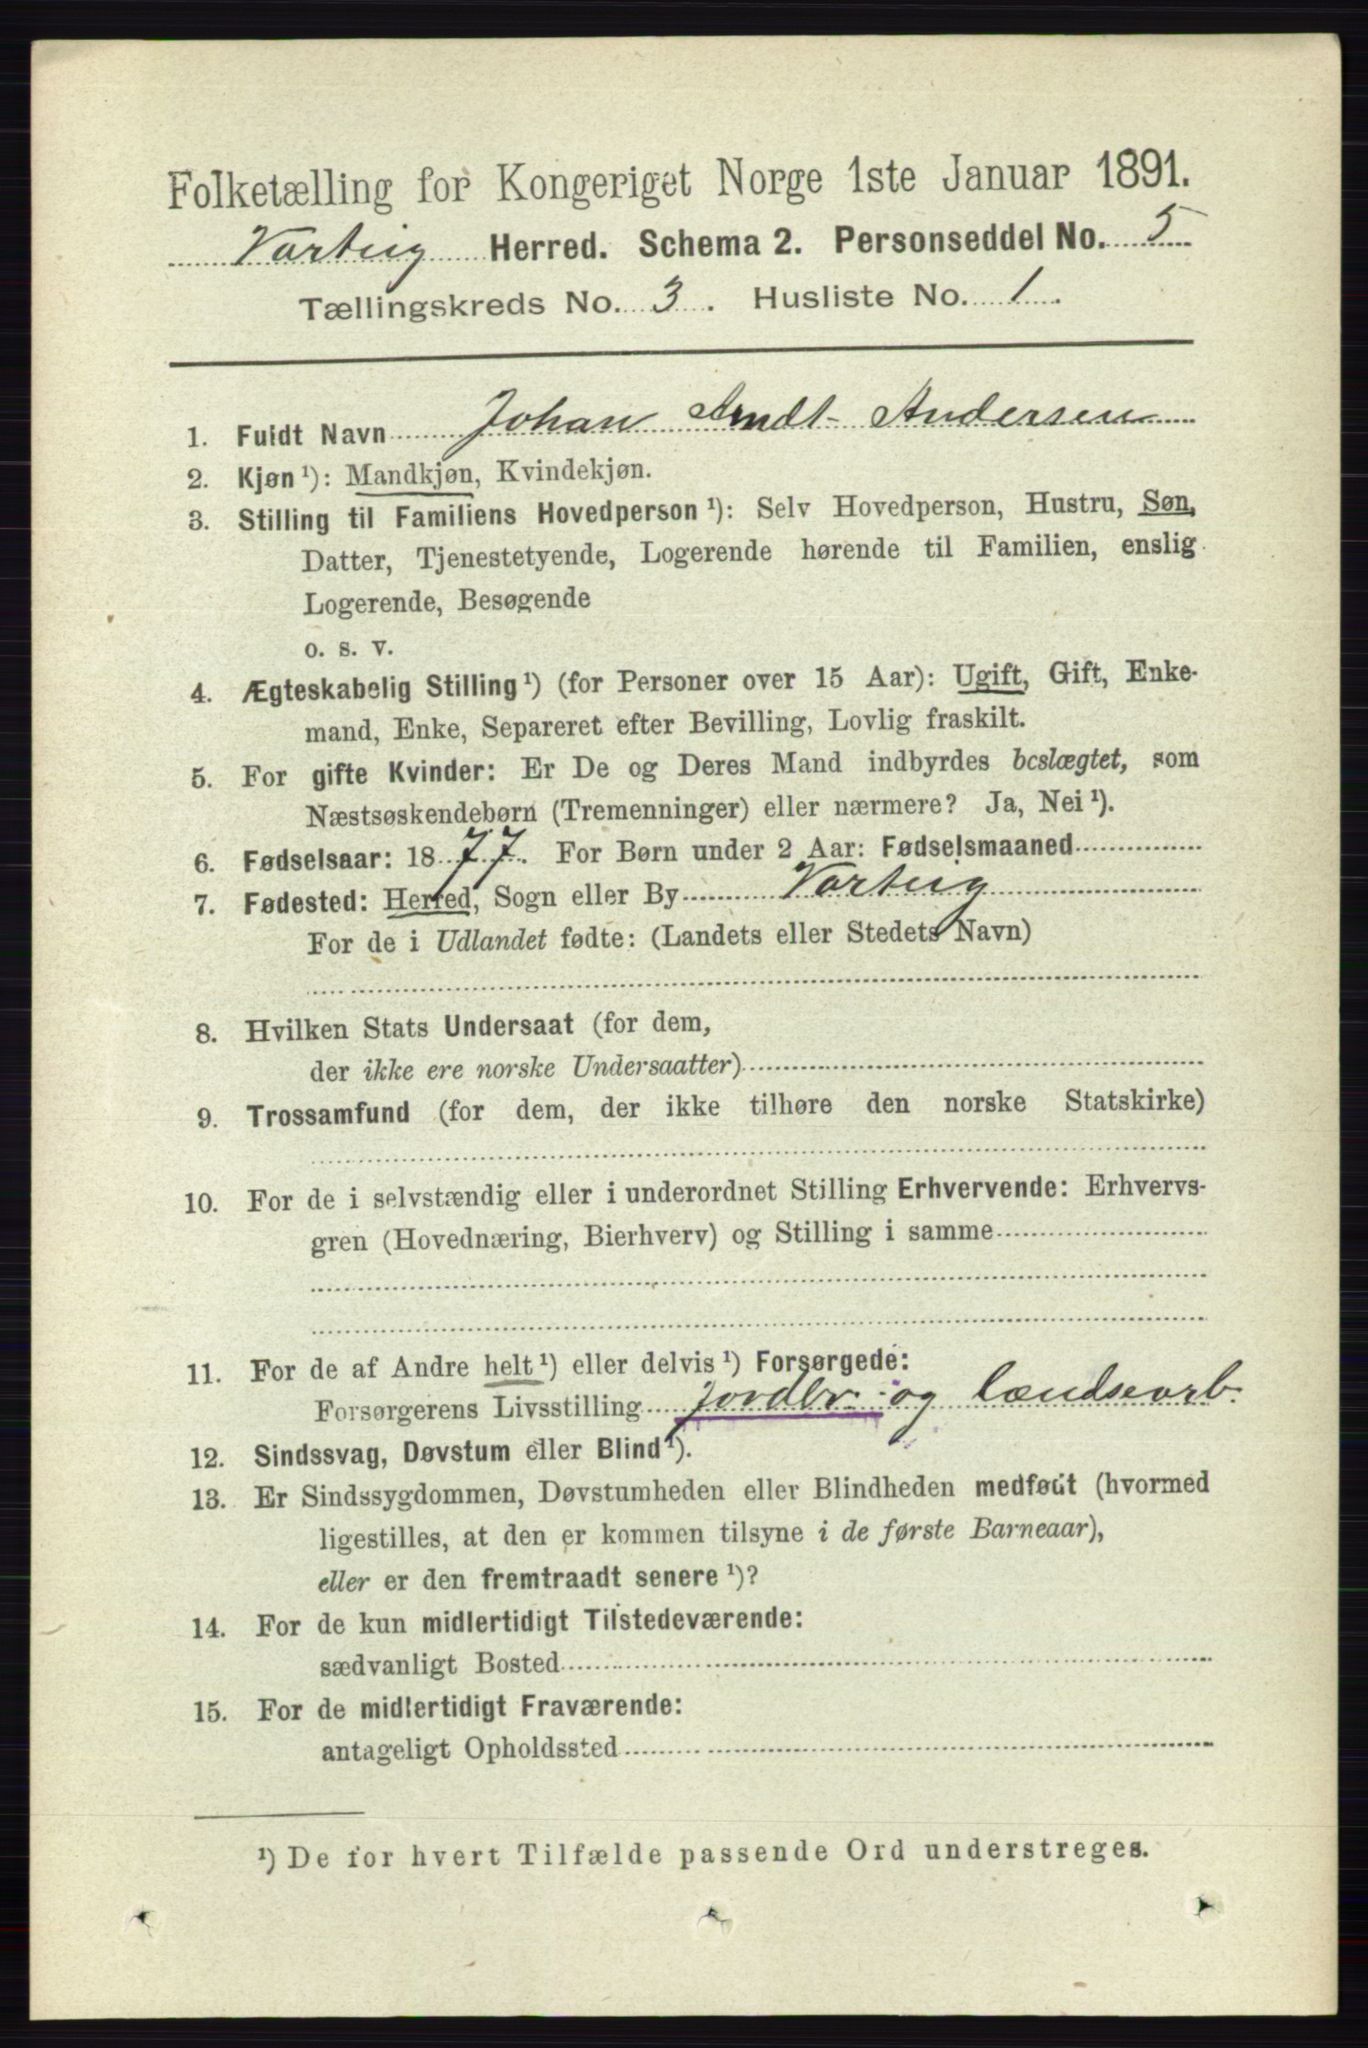 Folketælling for Kongeriget Norge 1ste Januar 1891.
Varteig Herred. Schema 2. Personseddel No. 5
Tællingskreds No. 3. Husliste No. 1.
1. Fuldt Navn Johan Arndt Andersen
2. Kjøn ¹): Mandkjøn, Kvindekjøn.
3. Stilling til Familiens Hovedperson ¹): Selv Hovedperson, Hustru, Søn,
Datter, Tjenestetyende, Logerende hørende til Familien, enslig
Logerende, Besøgende
o. s. v.
4. Ægteskabelig Stilling ¹) (for Personer over 15 Aar): Ugift, Gift, Enke-
mand, Enke, Separeret efter Bevilling, Lovlig fraskilt.
5. For gifte Kvinder: Er De og Deres Mand indbyrdes beslægtet, som
Næstsøskendebørn (Tremenninger) eller nærmere? Ja, Nei ¹).
6. Fødselsaar: 1877. For Børn under 2 Aar: Fødselsmaaned
7. Fødested: Herred, Sogn eller By Varteig
For de i Udlandet fødte: (Landets eller Stedets Navn)
8. Hvilken Stats Undersaat (for dem,
der ikke ere norske Undersaatter)
9. Trossamfund (for dem, der ikke tilhøre den norske Statskirke)
10. For de i selvstændig eller i underordnet Stilling Erhvervende: Erhvervs-
gren (Hovednæring, Bierhverv) og Stilling i samme
11. For de af Andre helt ¹) eller delvis ¹) Forsørgede:
Forsørgerens Livsstilling Jordbr. og lændsearb.
12. Sindssvag, Døvstum eller Blind ¹).
13. Er Sindssygdommen, Døvstumheden eller Blindheden medfødt (hvormed
ligestilles, at den er kommen tilsyne i de første Barneaar),
eller er den fremtraadt senere ¹)?
14. For de kun midlertidigt Tilstedeværende:
sædvanligt Bosted
15. For de midlertidigt Fraværende:
antageligt Opholdssted
¹) De for hvert Tilfælde passende Ord understreges.